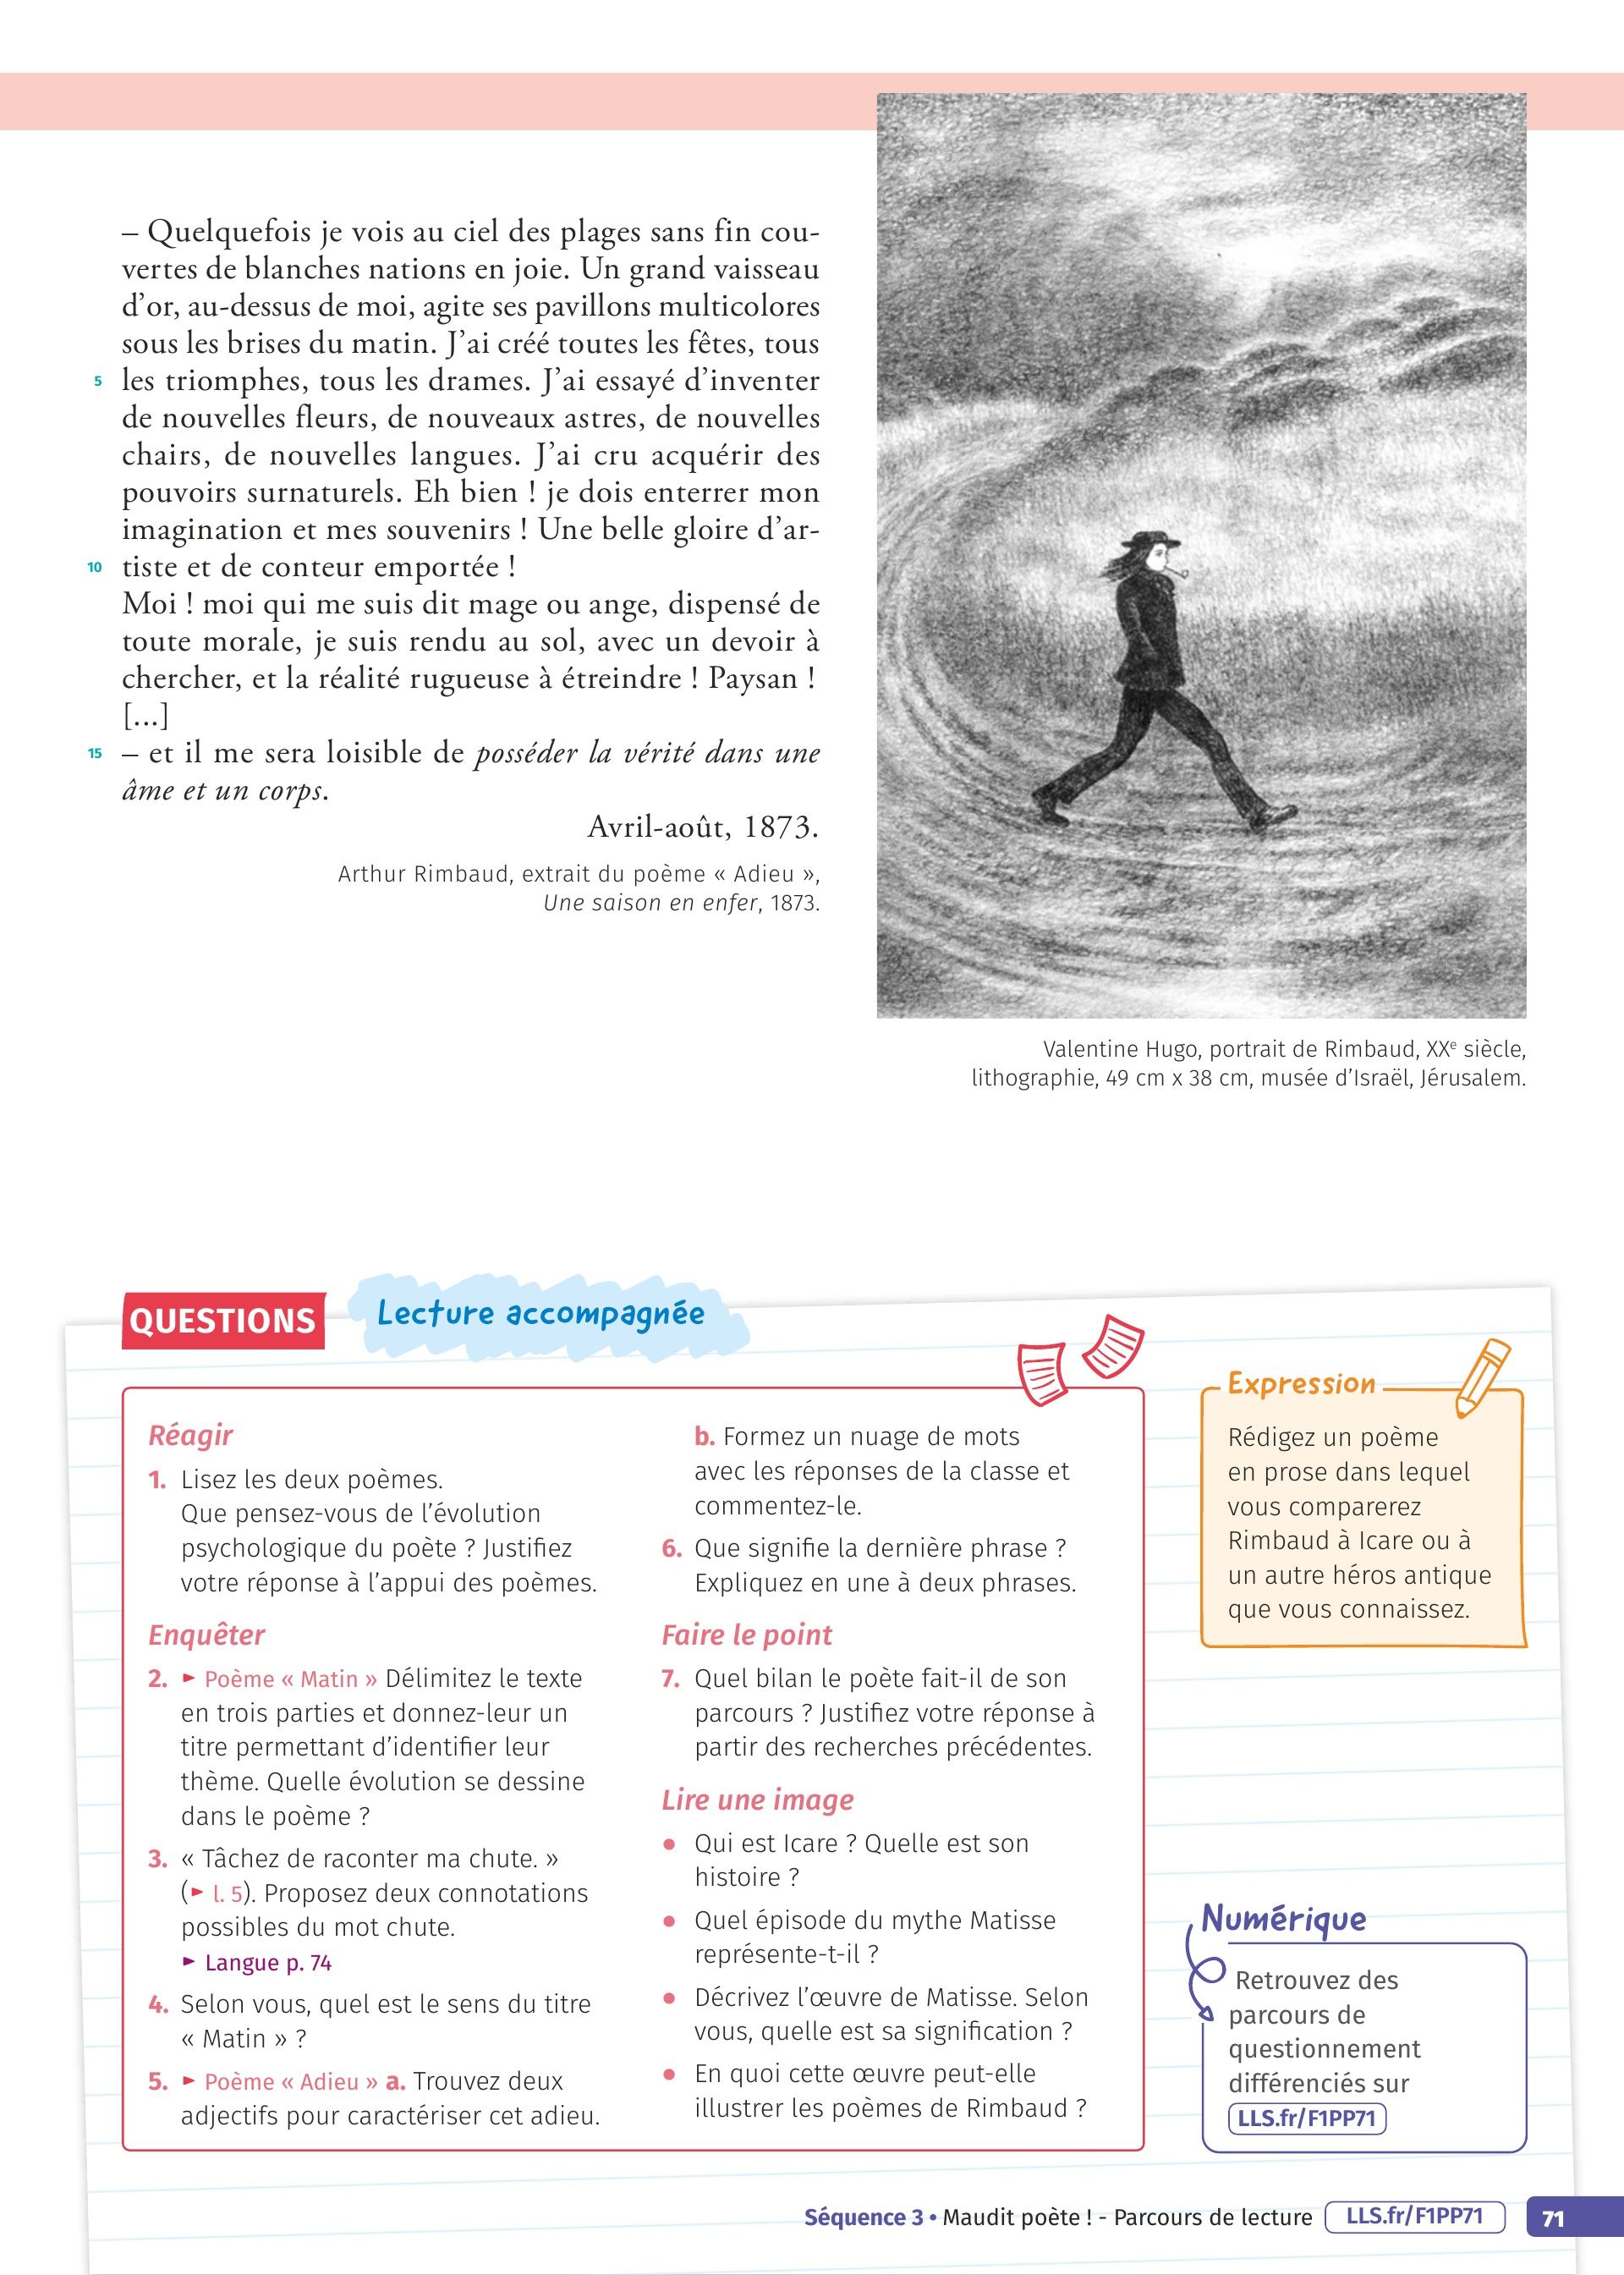 – Quelquefois je vois au ciel des plages sans fin cou-
vertes de blanches nations en joie. Un grand vaisseau
d’or, au-dessus de moi, agite ses pavillons multicolores
sous les brises du matin. J’ai créé toutes les fêtes, tous
5 les triomphes, tous les drames. J’ai essayé d’inventer
de nouvelles fleurs, de nouveaux astres, de nouvelles
chairs, de nouvelles langues. J’ai cru acquérir des
pouvoirs surnaturels. Eh bien ! je dois enterrer mon
imagination et mes souvenirs ! Une belle gloire d’ar-
10 tiste et de conteur emportée !
Moi ! moi qui me suis dit mage ou ange, dispensé de
toute morale, je suis rendu au sol, avec un devoir à
chercher, et la réalité rugueuse à étreindre ! Paysan !
[...]
15 – et il me sera loisible de posséder la vérité dans une
âme et un corps.
Avril-août, 1873.
Arthur Rimbaud, extrait du poème « Adieu »,
Une saison en enfer, 1873.
Valentine Hugo, portrait de Rimbaud, XXe siècle,
lithographie, 49 cm x 38 cm, musée d’Israël, Jérusalem.
QUESTIONS
Lecture accompagnée
Réagir
1. Lisez les deux poèmes.
Que pensez-vous de l’évolution
psychologique du poète ? Justifiez
votre réponse à l’appui des poèmes.
Enquêter
2. ► Poème « Matin » Délimitez le texte
en trois parties et donnez-leur un
titre permettant d’identifier leur
thème. Quelle évolution se dessine
dans le poème ?
3. « Tâchez de raconter ma chute. »
(► l. 5). Proposez deux connotations
possibles du mot chute.
► Langue p. 74
4. Selon vous, quel est le sens du titre
« Matin » ?
5. ► Poème « Adieu » a. Trouvez deux
adjectifs pour caractériser cet adieu.
b. Formez un nuage de mots
avec les réponses de la classe et
commentez-le.
6. Que signifie la dernière phrase ?
Expliquez en une à deux phrases.
Faire le point
7. Quel bilan le poète fait-il de son
parcours ? Justifiez votre réponse à
partir des recherches précédentes.
Lire une image
● Qui est Icare ? Quelle est son
histoire ?
● Quel épisode du mythe Matisse
représente-t-il ?
● Décrivez l’œuvre de Matisse. Selon
vous, quelle est sa signification ?
● En quoi cette œuvre peut-elle
illustrer les poèmes de Rimbaud ?
Expression
Rédigez un poème
en prose dans lequel
vous comparerez
Rimbaud à Icare ou à
un autre héros antique
que vous connaissez.
Numérique
Retrouvez des
parcours de
questionnement
différenciés sur
LLS.fr/F1PP71
Séquence 3 • Maudit poète ! - Parcours de lecture LLS.fr/F1PP71 71